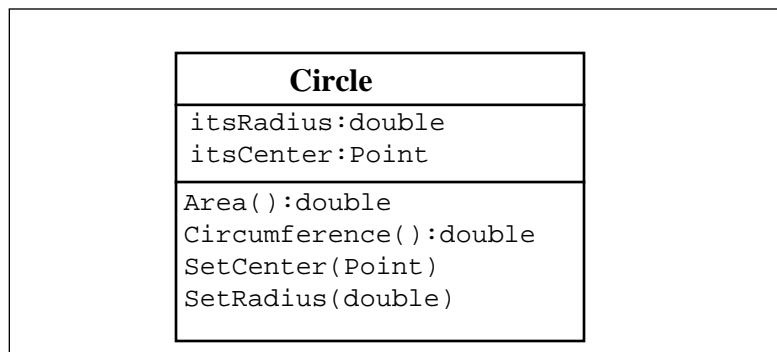 Circle
itsRadius:double
itsCenter:Point
Area():double
Circumference():double
SetCenter(Point)
SetRadius(double)